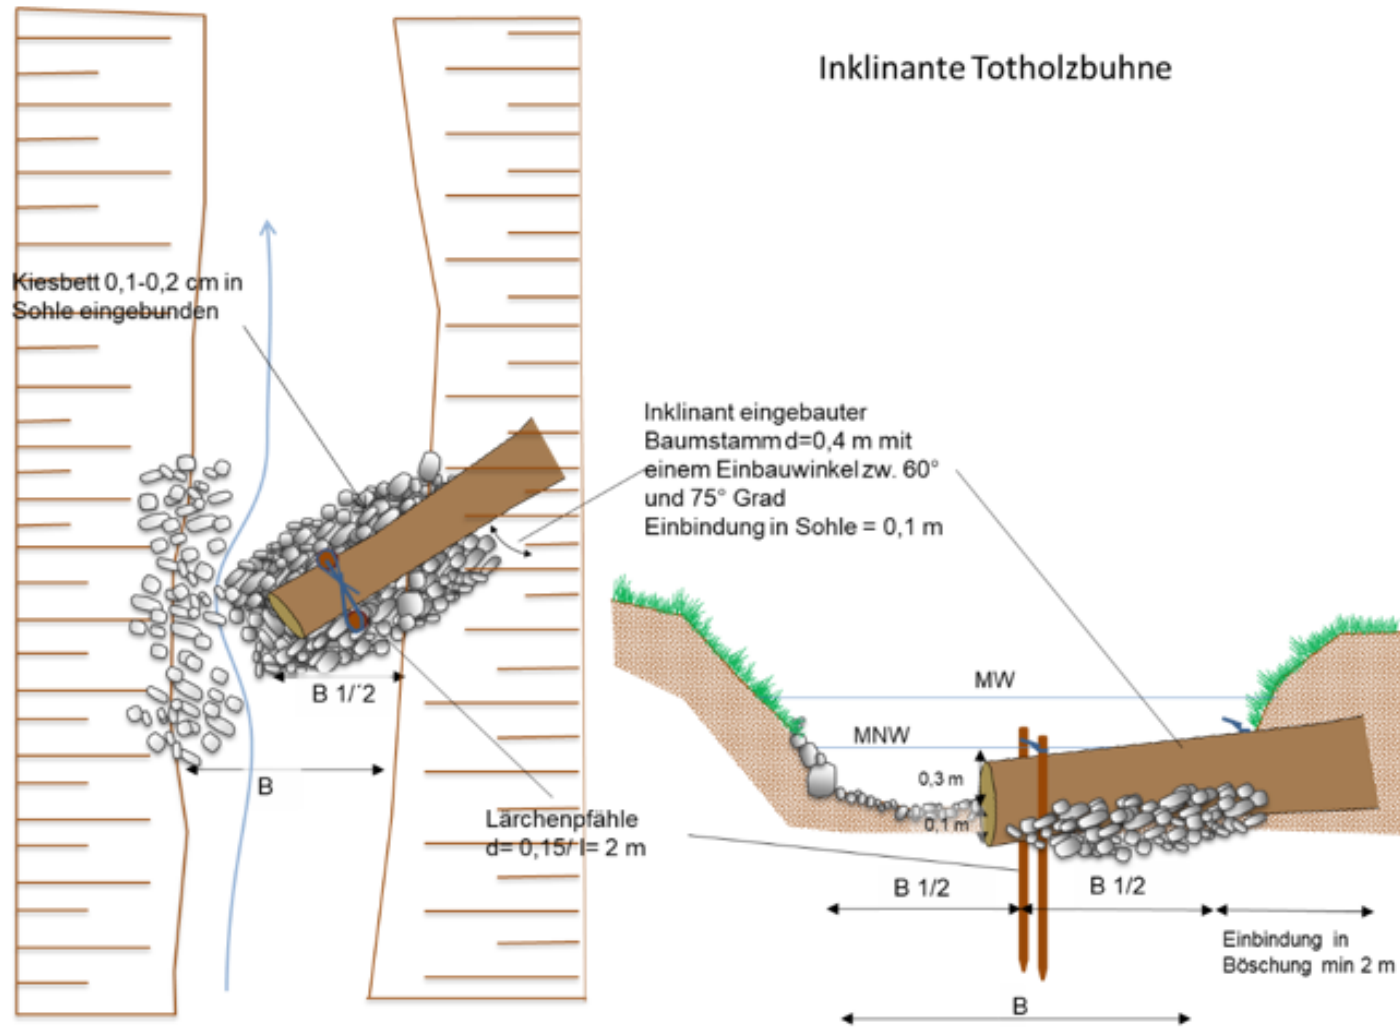 Inklinante Totholzbuhne
Kiesbett 0,1-0,2 cm in
Sohle eingebunden
Inklinant eingebauter
Baumstamm d=0,4 m mit
einem Einbauwinkel zw. 60°
und 75° Grad
Einbindung in Sohle = 0,1 m
B 1/´2
B
Lärchenpfähle
d= 0,15/ l= 2 m
MW
MNW
0,3 m
0,1 m
B 1/2
B 1/2
Einbindung in
Böschung min 2 m
B